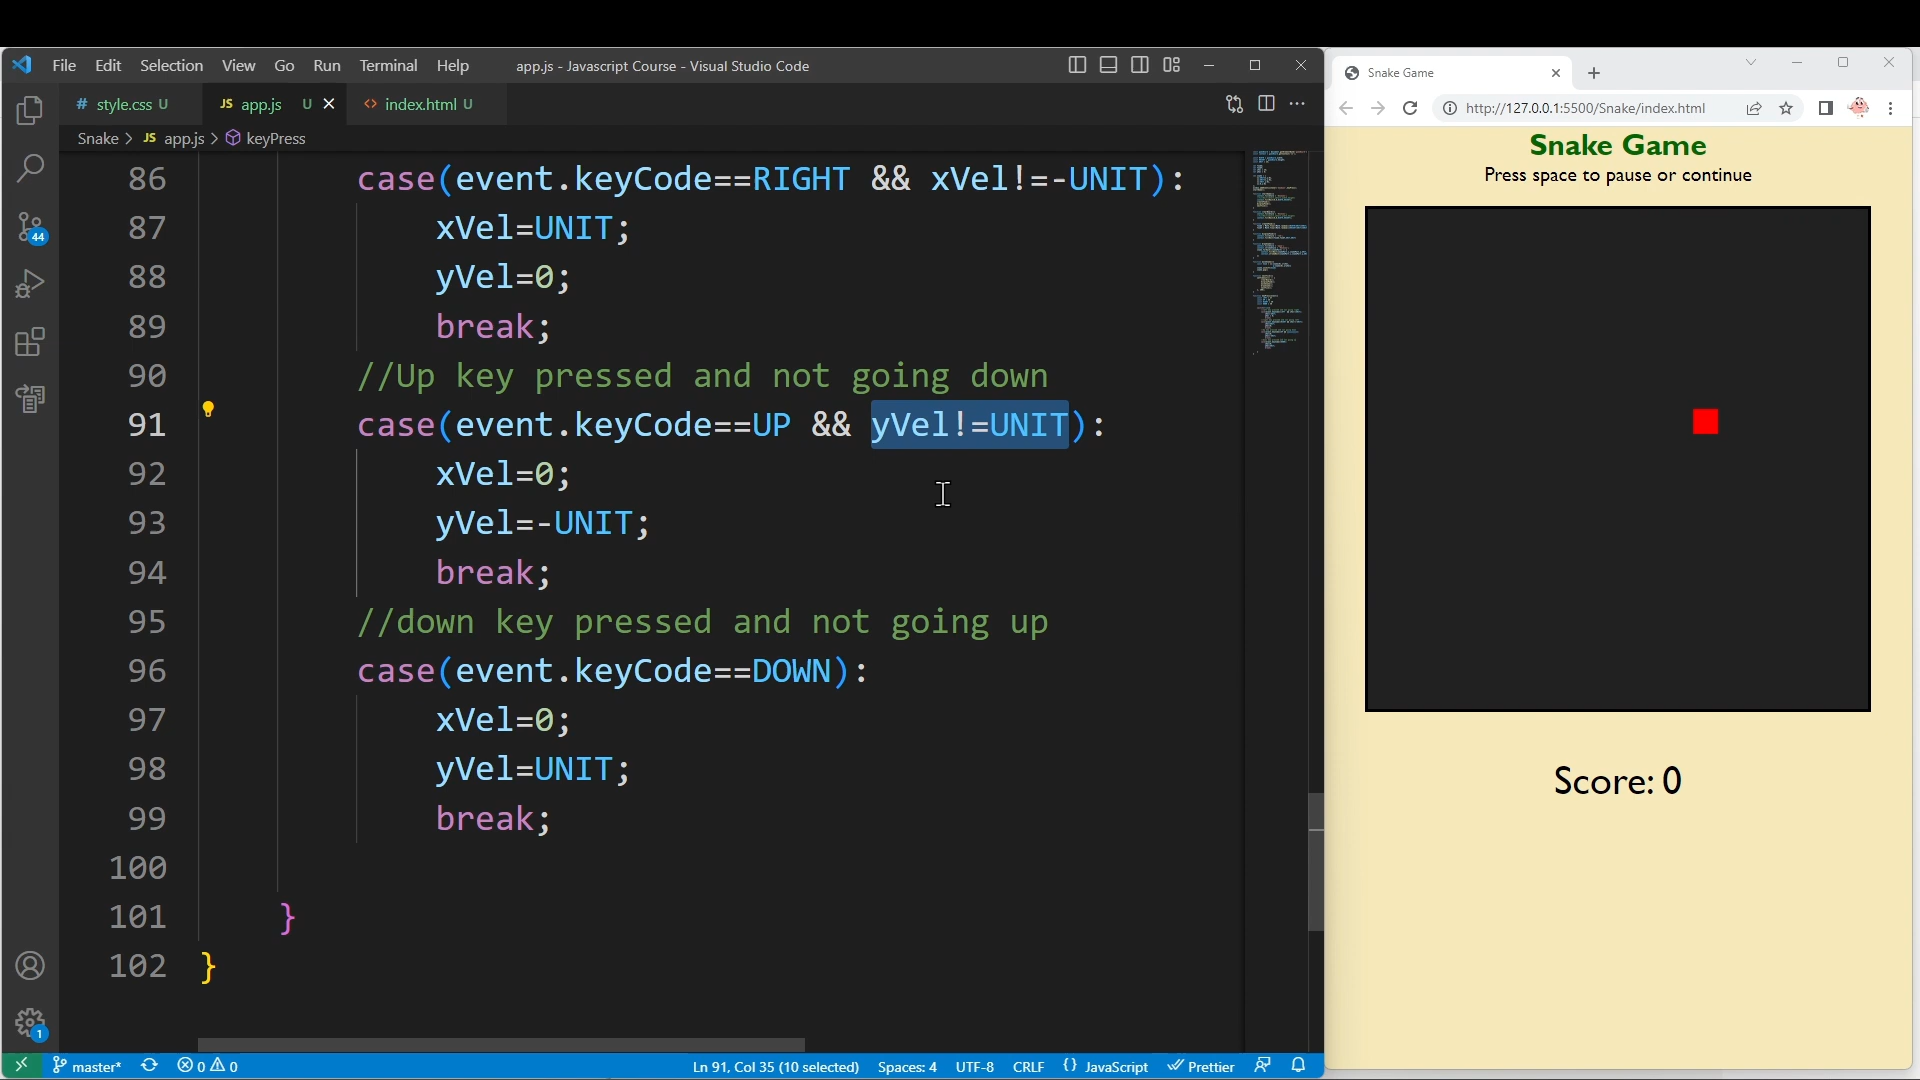 File Edit Selection View Go Run Terminal Help app.js - Javascript Course - Visual Studio Code
# style.css U JS app.js U <> index.html U
Snake > JS app.js > keyPress
86 case(event.keyCode==RIGHT && xVel!=-UNIT):
87 xVel=UNIT;
88 yVel=0;
89 break;
90 //Up key pressed and not going down
91 case(event.keyCode==UP && yVel!=UNIT):
92 xVel=0;
93 yVel=-UNIT;
94 break;
95 //down key pressed and not going up
96 case(event.keyCode==DOWN):
97 xVel=0;
98 yVel=UNIT;
99 break;
100
101 }
102 }
44
1
master* 0 0 Ln 91, Col 35 (10 selected) Spaces: 4 UTF-8 CRLF {} JavaScript Prettier
Snake Game
http://127.0.0.1:5500/Snake/index.html
Snake Game
Press space to pause or continue
Score: 0